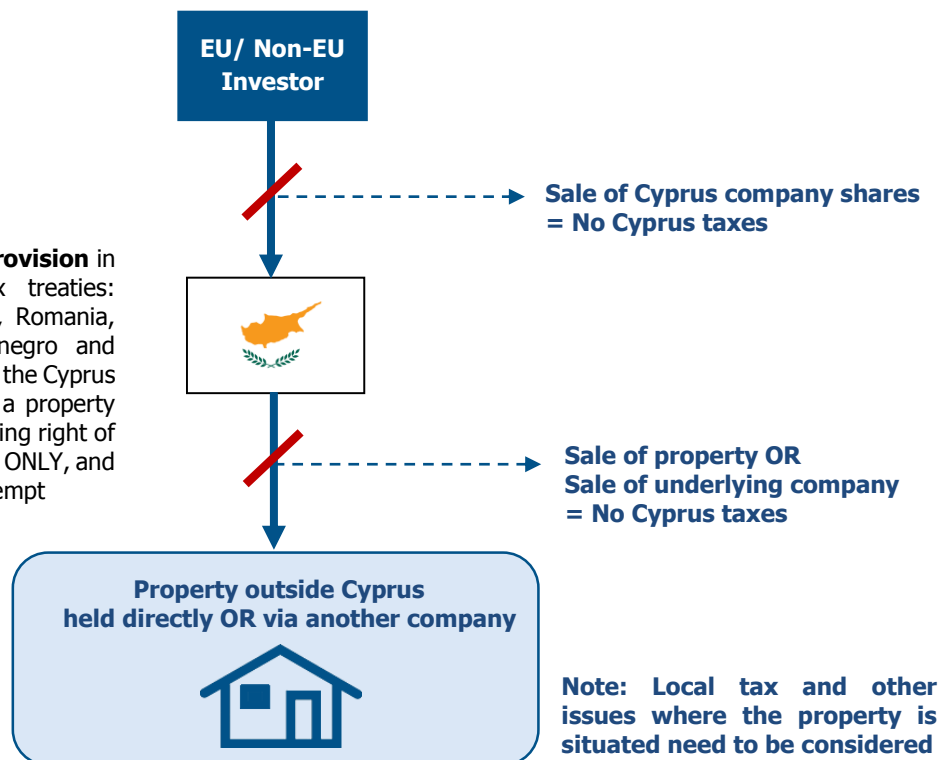 EU/ Non-EU
Investor
Sale of Cyprus company shares
= No Cyprus taxes
rovision in
x treaties:
, Romania,
negro and
the Cyprus
a property
ing right of
ONLY, and
empt
Sale of property OR
Sale of underlying company
= No Cyprus taxes
Property outside Cyprus
held directly OR via another company
Note: Local tax and other
issues where the property is
situated need to be considered